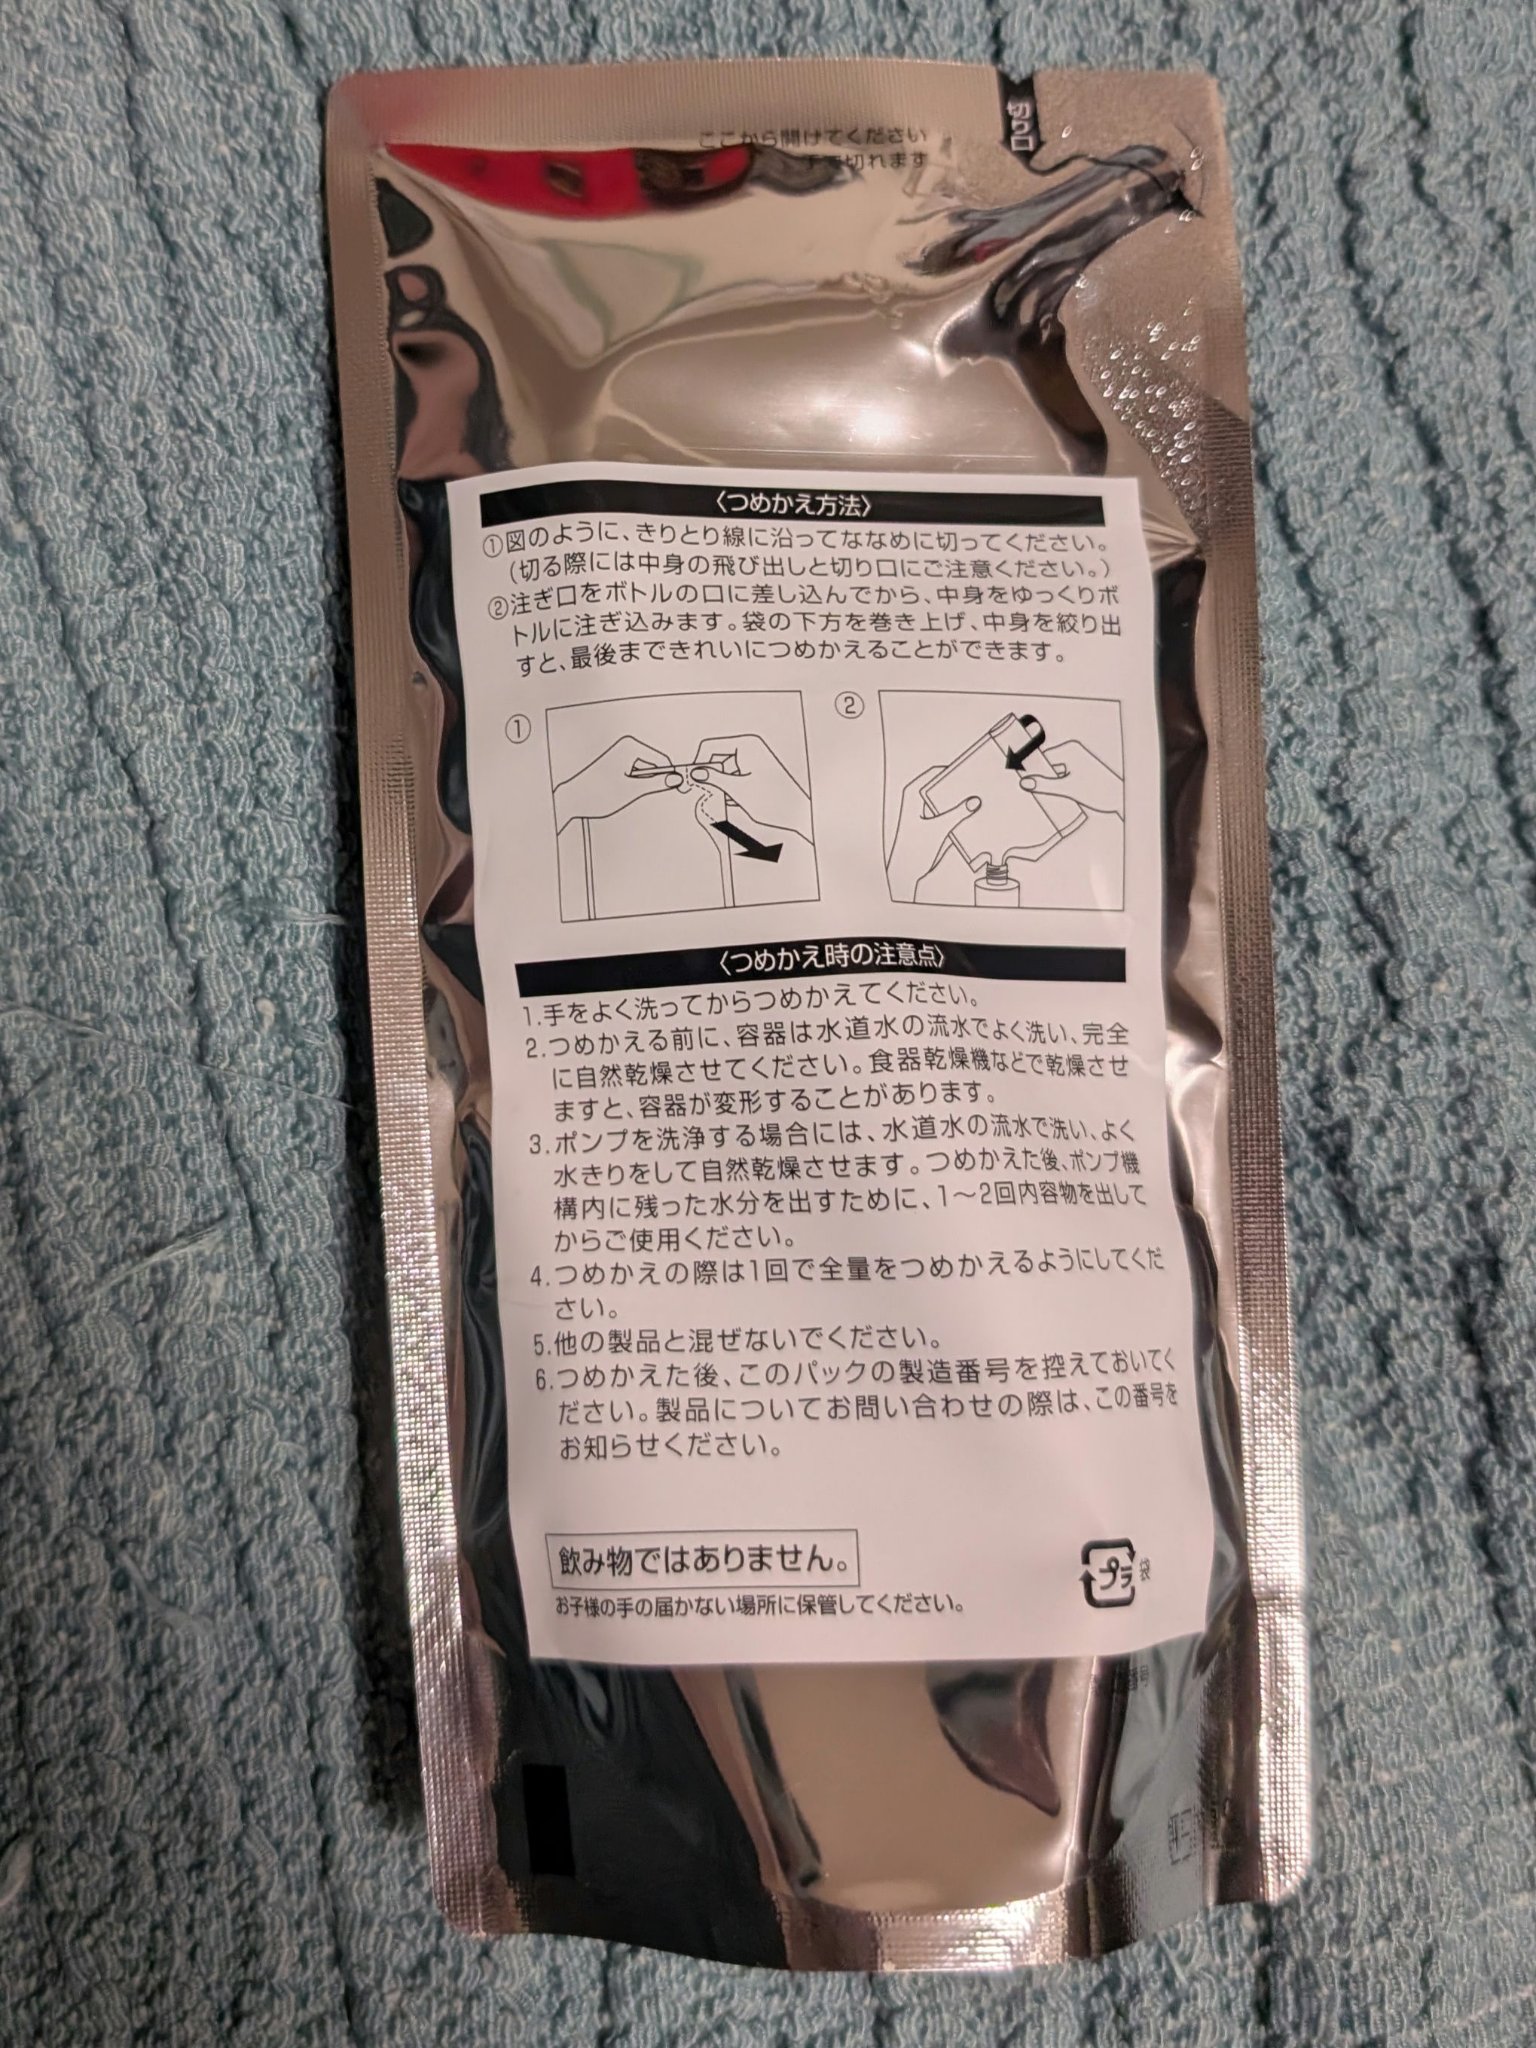 切り口
ここから開けてください
手で切れます
〈つめかえ方法〉
①図のように、きりとり線に沿ってななめに切ってください。
(切る際には中身の飛び出しと切り口にご注意ください。)
②注ぎ口をボトルの口に差し込んでから、中身をゆっくりボ
トルに注ぎ込みます。袋の下方を巻き上げ、中身を絞り出
すと、最後まできれいにつめかえることができます。
① ②
〈つめかえ時の注意点〉
1.手をよく洗ってからつめかえてください。
2.つめかえる前に、容器は水道水の流水でよく洗い、完全
に自然乾燥させてください。食器乾燥機などで乾燥させ
ますと、容器が変形することがあります。
3.ポンプを洗浄する場合には、水道水の流水で洗い、よく
水きりをして自然乾燥させます。つめかえた後、ポンプ機
構内に残った水分を出すために、1〜2回内容物を出して
からご使用ください。
4.つめかえの際は1回で全量をつめかえるようにしてくだ
さい。
5.他の製品と混ぜないでください。
6.つめかえた後、このパックの製造番号を控えておいてく
ださい。製品についてお問い合わせの際は、この番号を
お知らせください。
飲み物ではありません。
お子様の手の届かない場所に保管してください。
プラ 袋
番号